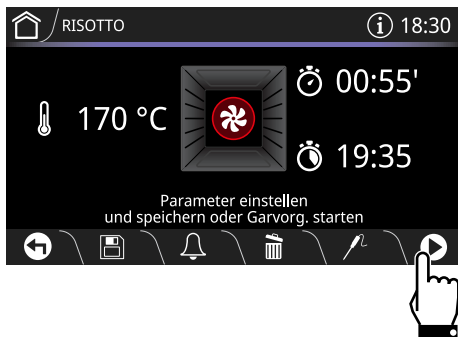 RISOTTO
i 18:30
170 °C
00:55'
19:35
Parameter einstellen
und speichern oder Garvorg. starten